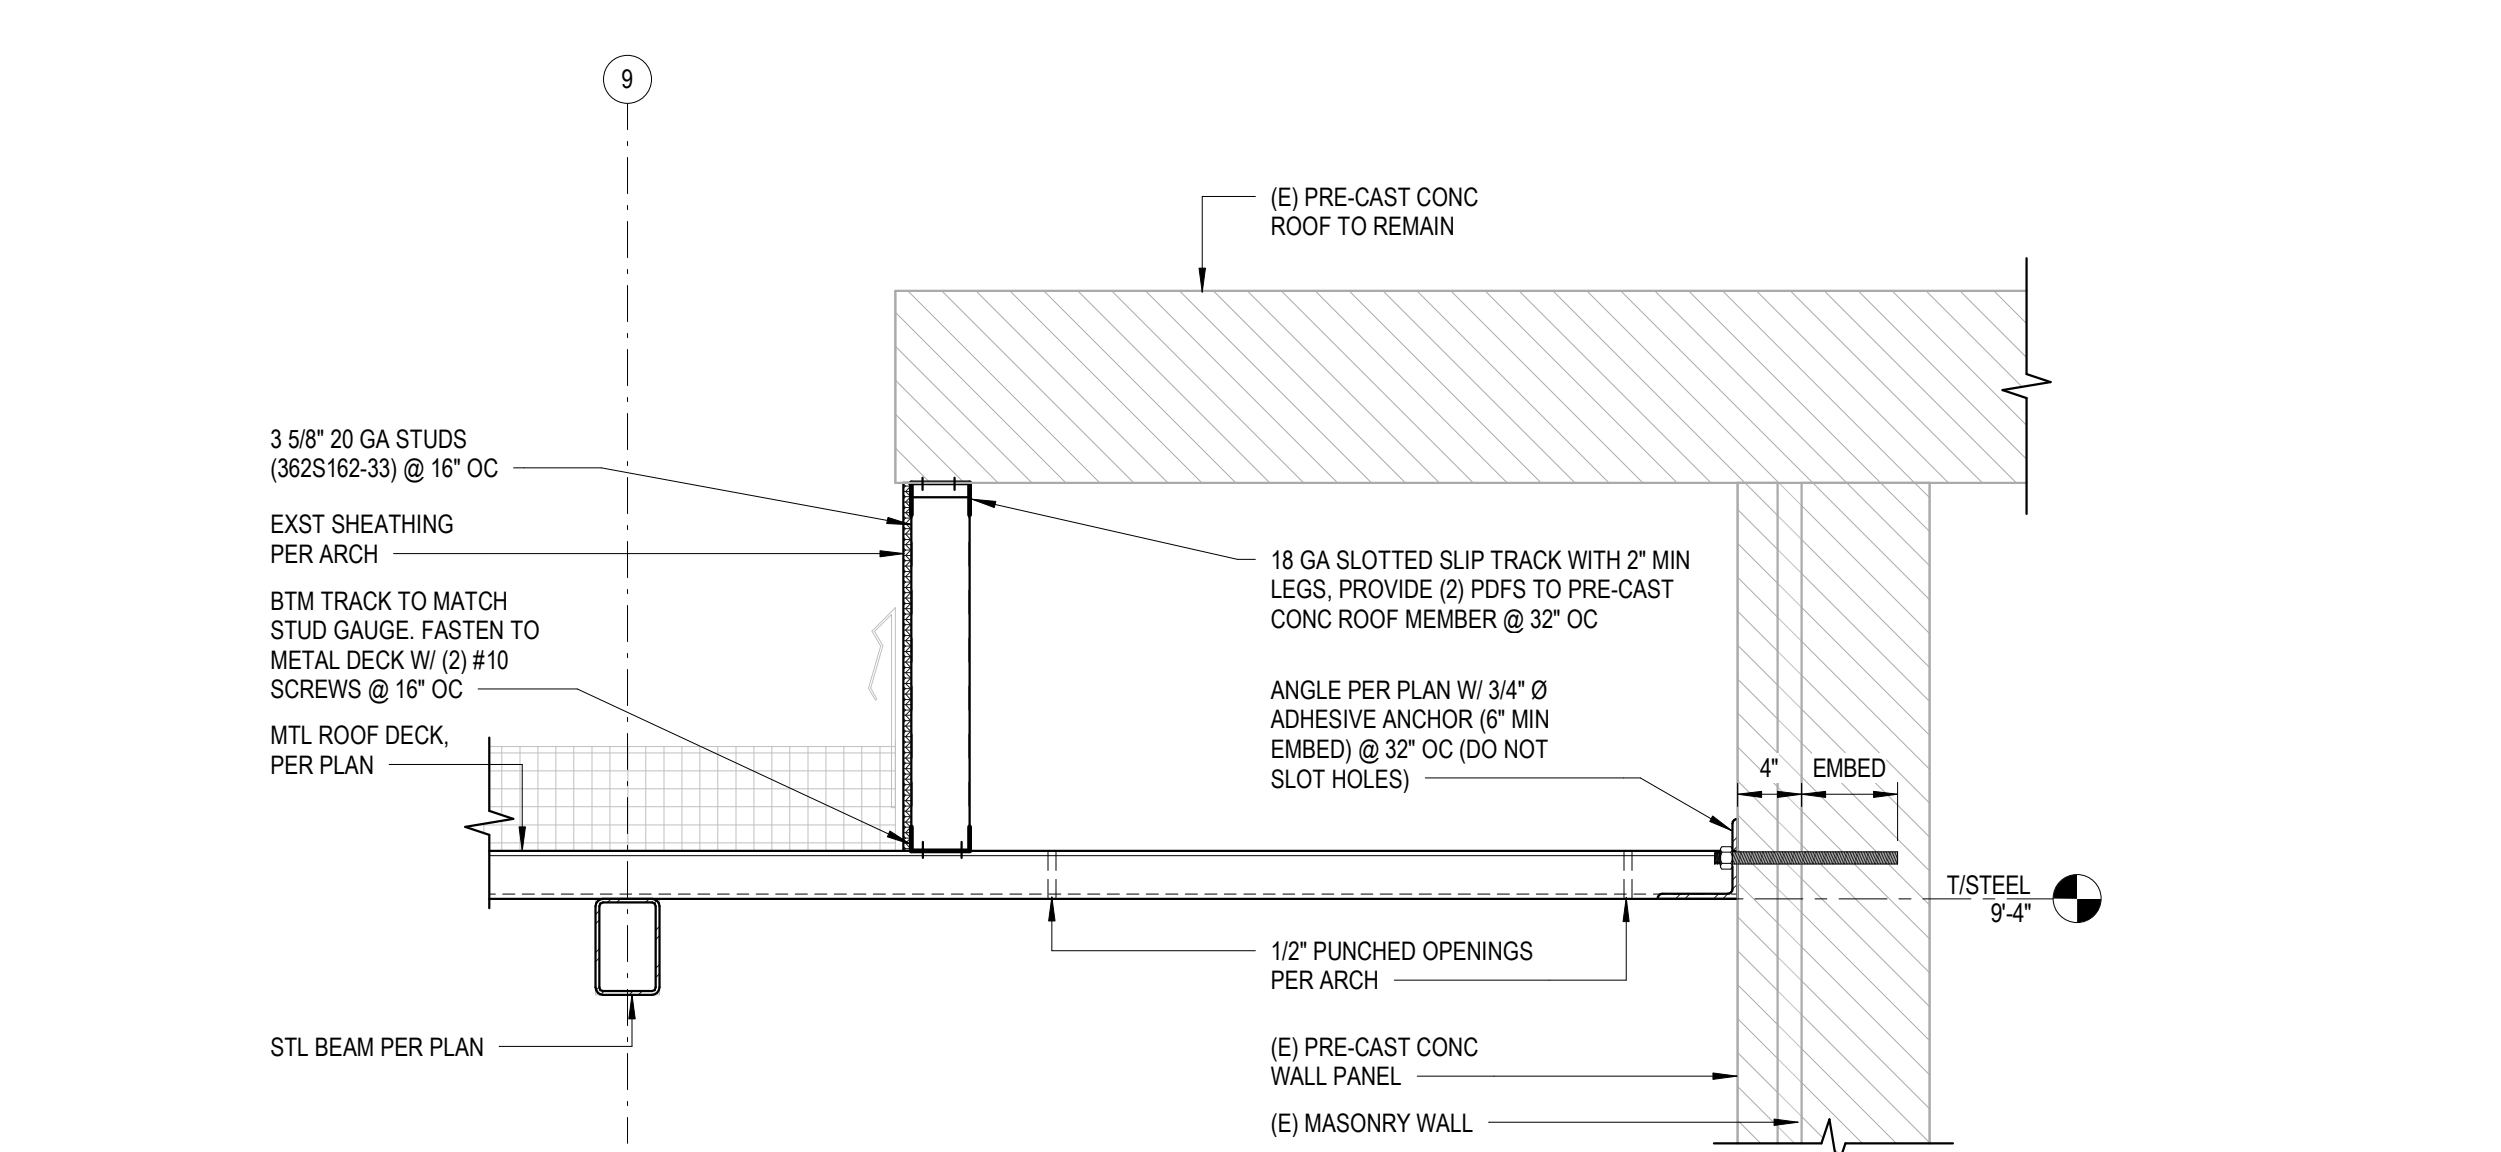 9
(E) PRE-CAST CONC
ROOF TO REMAIN
3 5/8" 20 GA STUDS
(362S162-33) @ 16" OC
EXST SHEATHING
PER ARCH
BTM TRACK TO MATCH
STUD GAUGE. FASTEN TO
METAL DECK W/ (2) #10
SCREWS @ 16" OC
MTL ROOF DECK,
PER PLAN
STL BEAM PER PLAN
18 GA SLOTTED SLIP TRACK WITH 2" MIN
LEGS, PROVIDE (2) PDFS TO PRE-CAST
CONC ROOF MEMBER @ 32" OC
ANGLE PER PLAN W/ 3/4" Ø
ADHESIVE ANCHOR (6" MIN
EMBED) @ 32" OC (DO NOT
SLOT HOLES)
4"
EMBED
T/STEEL
9'-4"
1/2" PUNCHED OPENINGS
PER ARCH
(E) PRE-CAST CONC
WALL PANEL
(E) MASONRY WALL